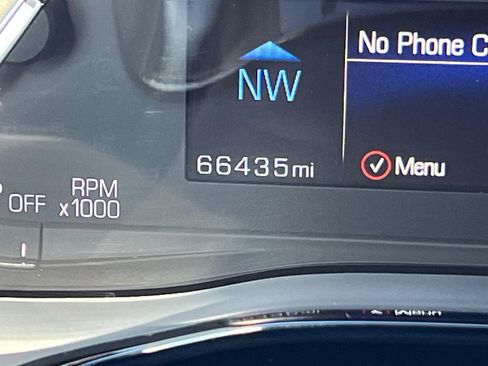 No Phone C
NW
66435mi
Menu
RPM
OFF x1000